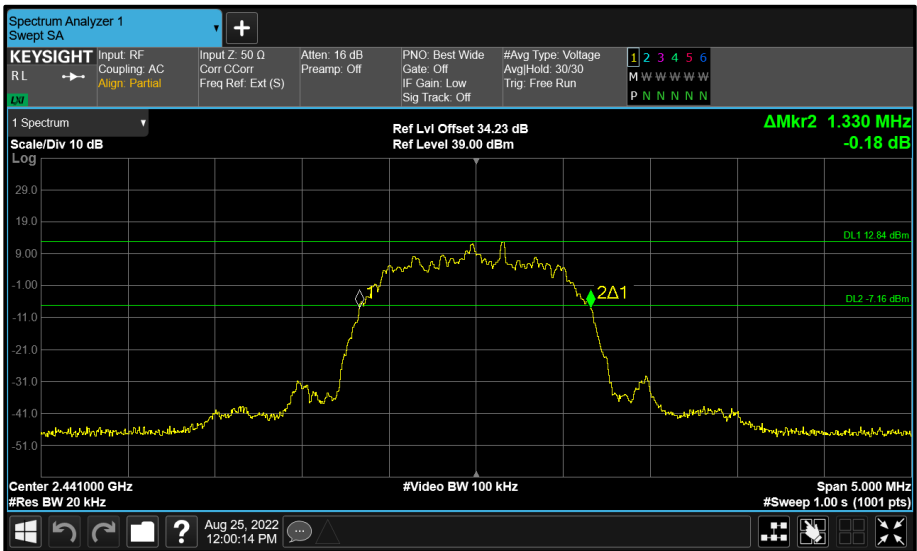 Spectrum Analyzer 1
Swept SA
+
KEYSIGHT
RL
LXI
Input: RF
Coupling: AC
Align: Partial
Input Z: 50 Ω
Corr CCorr
Freq Ref: Ext (S)
Atten: 16 dB
Preamp: Off
PNO: Best Wide
Gate: Off
IF Gain: Low
Sig Track: Off
#Avg Type: Voltage
Avg|Hold: 30/30
Trig: Free Run
1 2 3 4 5 6
M W W W W W
P N N N N N
1 Spectrum
Scale/Div 10 dB
Ref Lvl Offset 34.23 dB
Ref Level 39.00 dBm
ΔMkr2 1.330 MHz
-0.18 dB
Log
29.0
19.0
DL1 12.84 dBm
9.00
-1.00
1
2Δ1
DL2 -7.16 dBm
-11.0
-21.0
-31.0
-41.0
-51.0
Center 2.441000 GHz
#Video BW 100 kHz
Span 5.000 MHz
#Res BW 20 kHz
#Sweep 1.00 s (1001 pts)
?
Aug 25, 2022
12:00:14 PM